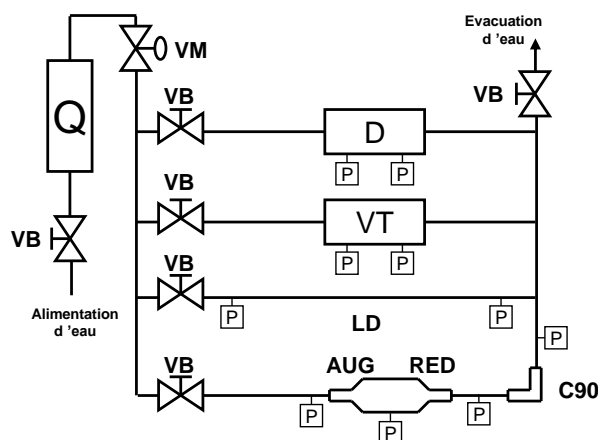 Evacuation
d 'eau
VM
VB
VB
Q
D
P
P
VB
VT
VB
P
P
VB
P
P
Alimentation
d 'eau
LD
P
VB
AUG
RED
C90
P
P
P